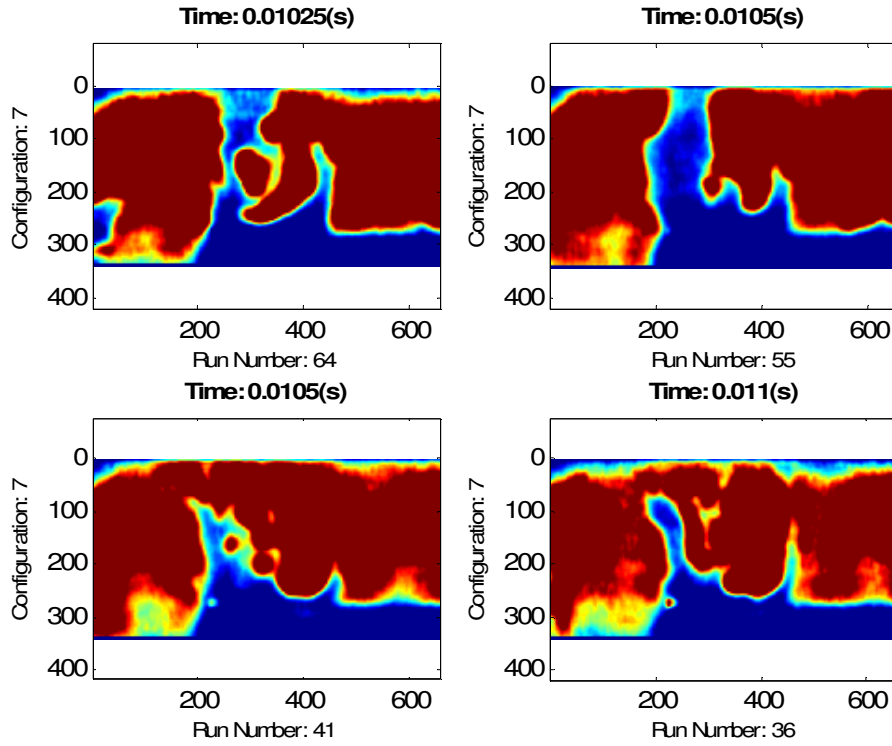 Time: 0.01025(s)
0
100
200
300
400
Configuration: 7
200 400 600
Run Number: 64
Time: 0.0105(s)
0
100
200
300
400
Configuration: 7
200 400 600
Run Number: 55
Time: 0.0105(s)
0
100
200
300
400
Configuration: 7
200 400 600
Run Number: 41
Time: 0.011(s)
0
100
200
300
400
Configuration: 7
200 400 600
Run Number: 36